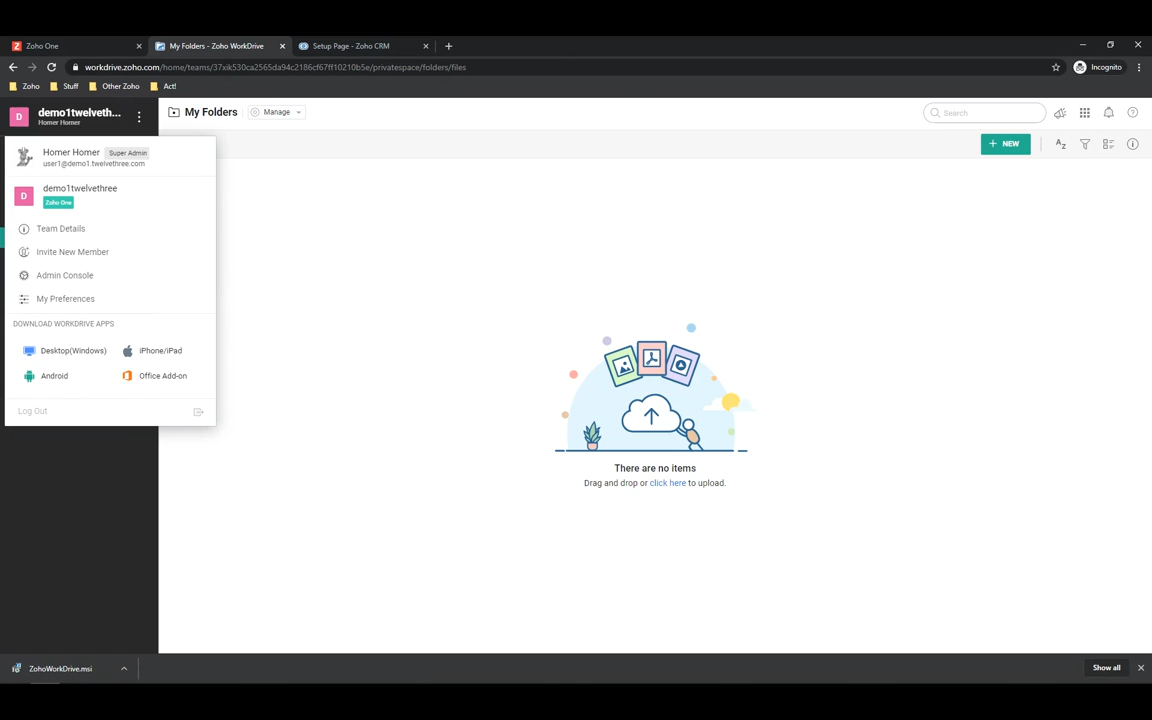 Zoho One
My Folders - Zoho WorkDrive
Setup Page - Zoho CRM
workdrive.zoho.com/home/teams/37xik530ca2565da94c2186cf67ff10210b5e/privatespace/folders/files
Incognito
Zoho
Stuff
Other Zoho
Act!
D
demo1twelveth...
Homer Homer
My Folders
Manage
Search
Homer Homer Super Admin
user1@demo1.twelvethree.com
NEW
D
demo1twelvethree
Zoho One
Team Details
Invite New Member
Admin Console
My Preferences
DOWNLOAD WORKDRIVE APPS
Desktop(Windows)
iPhone/iPad
Android
Office Add-on
Log Out
There are no items
Drag and drop or click here to upload.
ZohoWorkDrive.msi
Show all